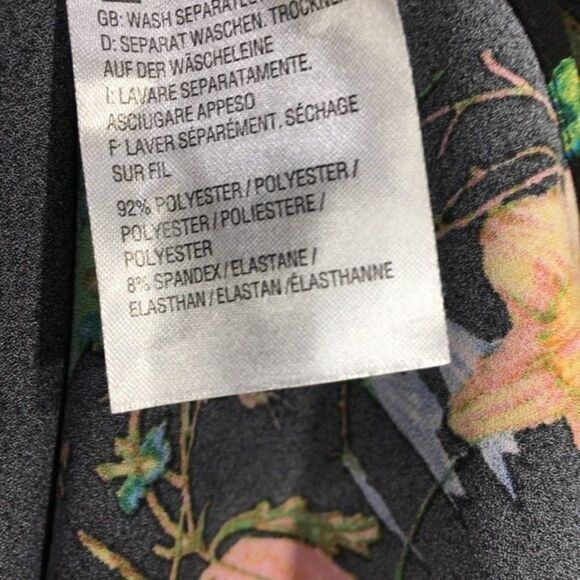 GB: WASH SEPARATELY
D: SEPARAT WASCHEN. TROCKNEN
AUF DER WÄSCHELEINE
I: LAVARE SEPARATAMENTE.
ASCIUGARE APPESO
F: LAVER SÉPARÉMENT. SÉCHAGE
SUR FIL
92% POLYESTER / POLYESTER /
POLYESTER / POLIESTERE /
POLYESTER
8% SPANDEX / ELASTANE /
ELASTHAN / ELASTAN /ÉLASTHANNE